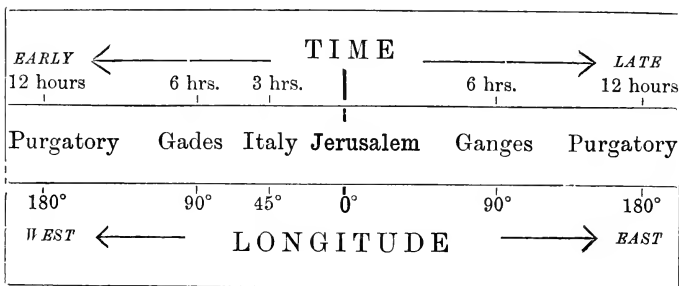 TIME
EARLY LATE
12 hours 6 hrs. 3 hrs. 6 hrs. 12 hours
Purgatory Gades Italy Jerusalem Ganges Purgatory
180° 90° 45° 0° 90° 180°
WEST LONGITUDE EAST